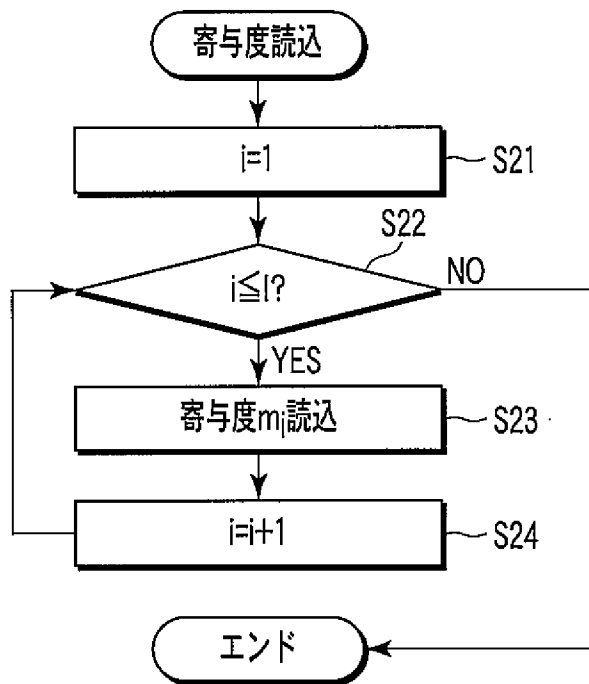 寄与度読込
i=1
S21
S22
i≦I?
NO
YES
寄与度mi読込
S23
i=i+1
S24
エンド